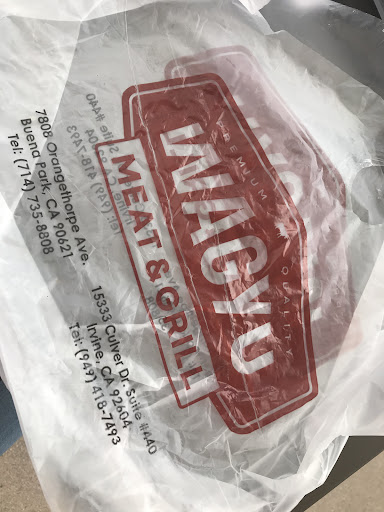 PREMIUM
WAGYU
QUALITY
MEAT & GRILL
7808 Orangethorpe Ave.
Buena Park, CA 90621
Tel: (714) 735-8808
15333 Culver Dr. Suite #440
Irvine, CA 92604
Tel: (949) 418-7493